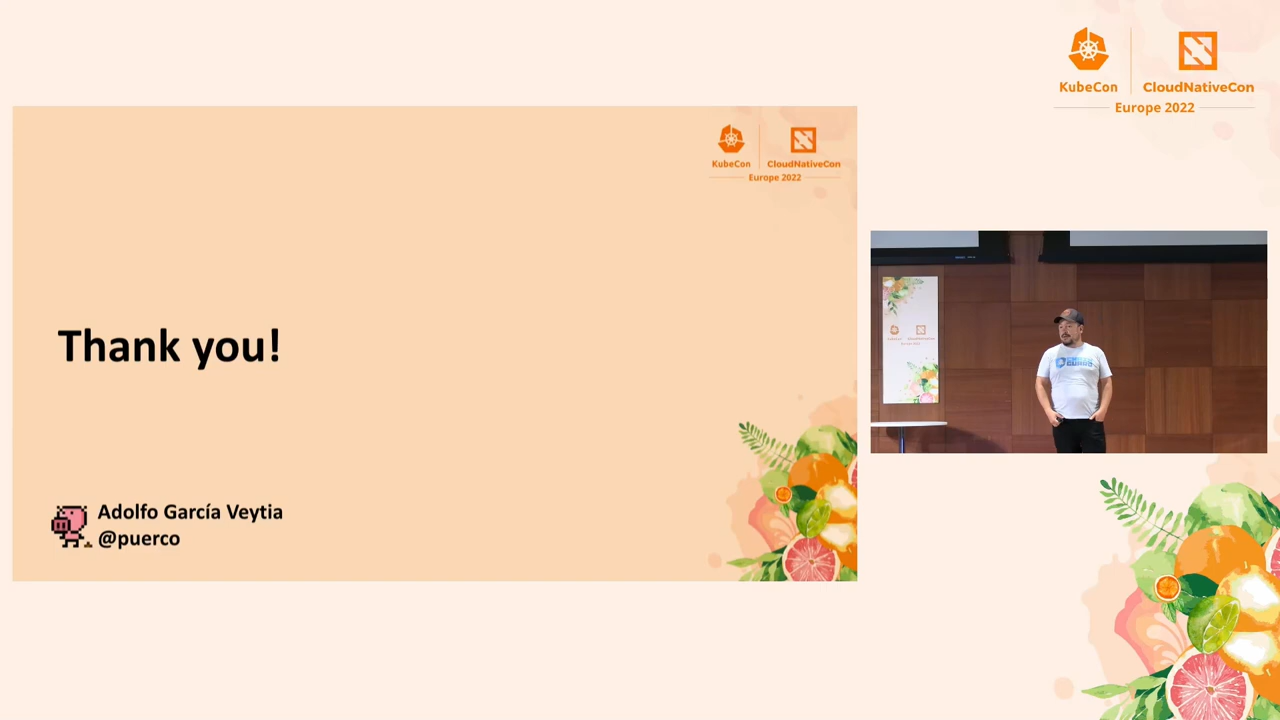 KubeCon
CloudNativeCon
Europe 2022
KubeCon
CloudNativeCon
Europe 2022
Thank you!
Adolfo García Veytia
@puerco